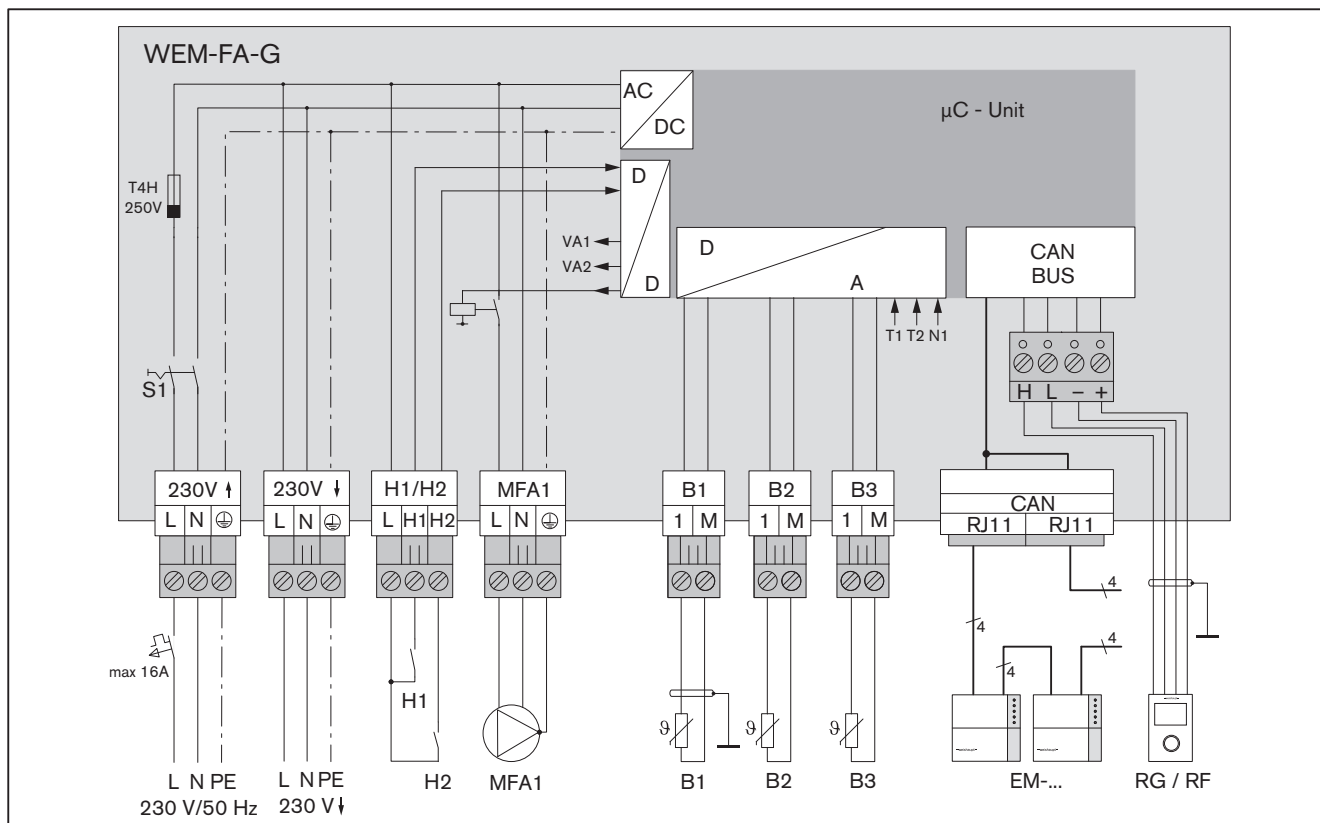 WEM-FA-G
AC
DC
µC - Unit
T4H
250V
D
VA1
VA2
D
D
A
T1 T2 N1
CAN
BUS
S1
H L – +
230V ↑
L N
230V ↓
L N
H1/H2
L H1 H2
MFA1
L N
B1
1 M
B2
1 M
B3
1 M
CAN
RJ11 RJ11
max 16A
H1
4
4
4
4
ϑ
ϑ
ϑ
L N PE
230 V/50 Hz
L N PE
230 V ↓
H2
MFA1
B1
B2
B3
EM-...
RG / RF